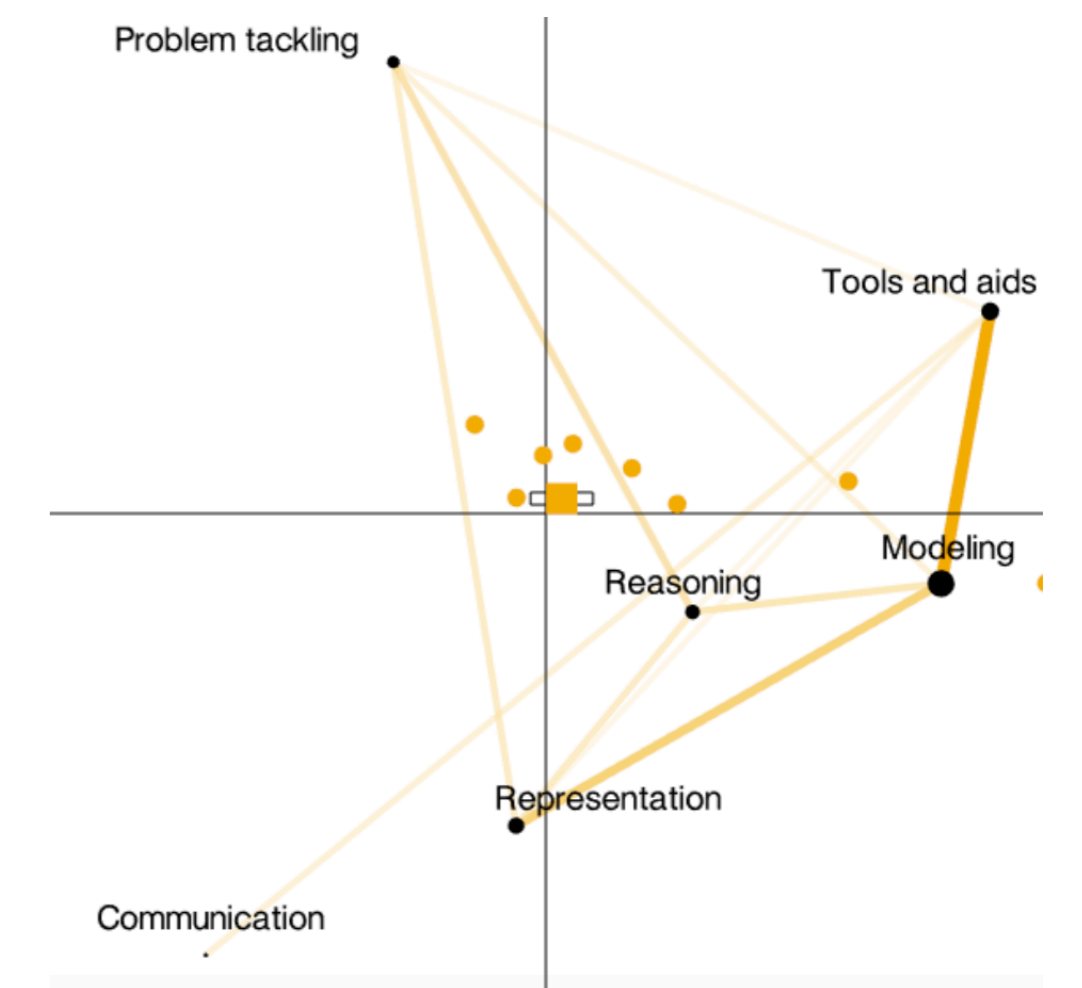 Problem tackling
Tools and aids
Modeling
Reasoning
Representation
Communication